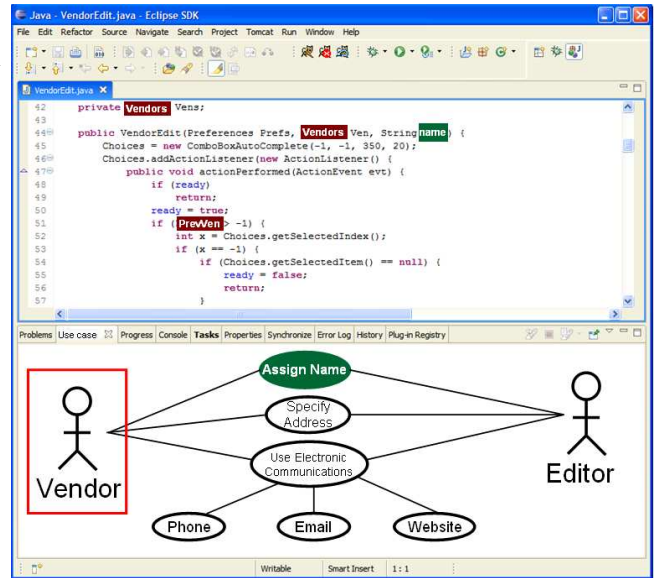 Java - VendorEdit.java - Eclipse SDK
File Edit Refactor Source Navigate Search Project Tomcat Run Window Help
VendorEdit.java
42 private Vendors Vens;
43
44 public VendorEdit(Preferences Prefs, Vendors Ven, String name) {
45 Choices = new ComboBoxAutoComplete(-1, -1, 350, 20);
46 Choices.addActionListener(new ActionListener() {
47 public void actionPerformed(ActionEvent evt) {
48 if (ready)
49 return;
50 ready = true;
51 if (PrevVen > -1) {
52 int x = Choices.getSelectedIndex();
53 if (x == -1) {
54 if (Choices.getSelectedItem() == null) {
55 ready = false;
56 return;
57 }
Problems Use case Progress Console Tasks Properties Synchronize Error Log History Plug-in Registry
Assign Name
Specify
Address
Use Electronic
Communications
Vendor
Editor
Phone Email Website
Writable Smart Insert 1 : 1